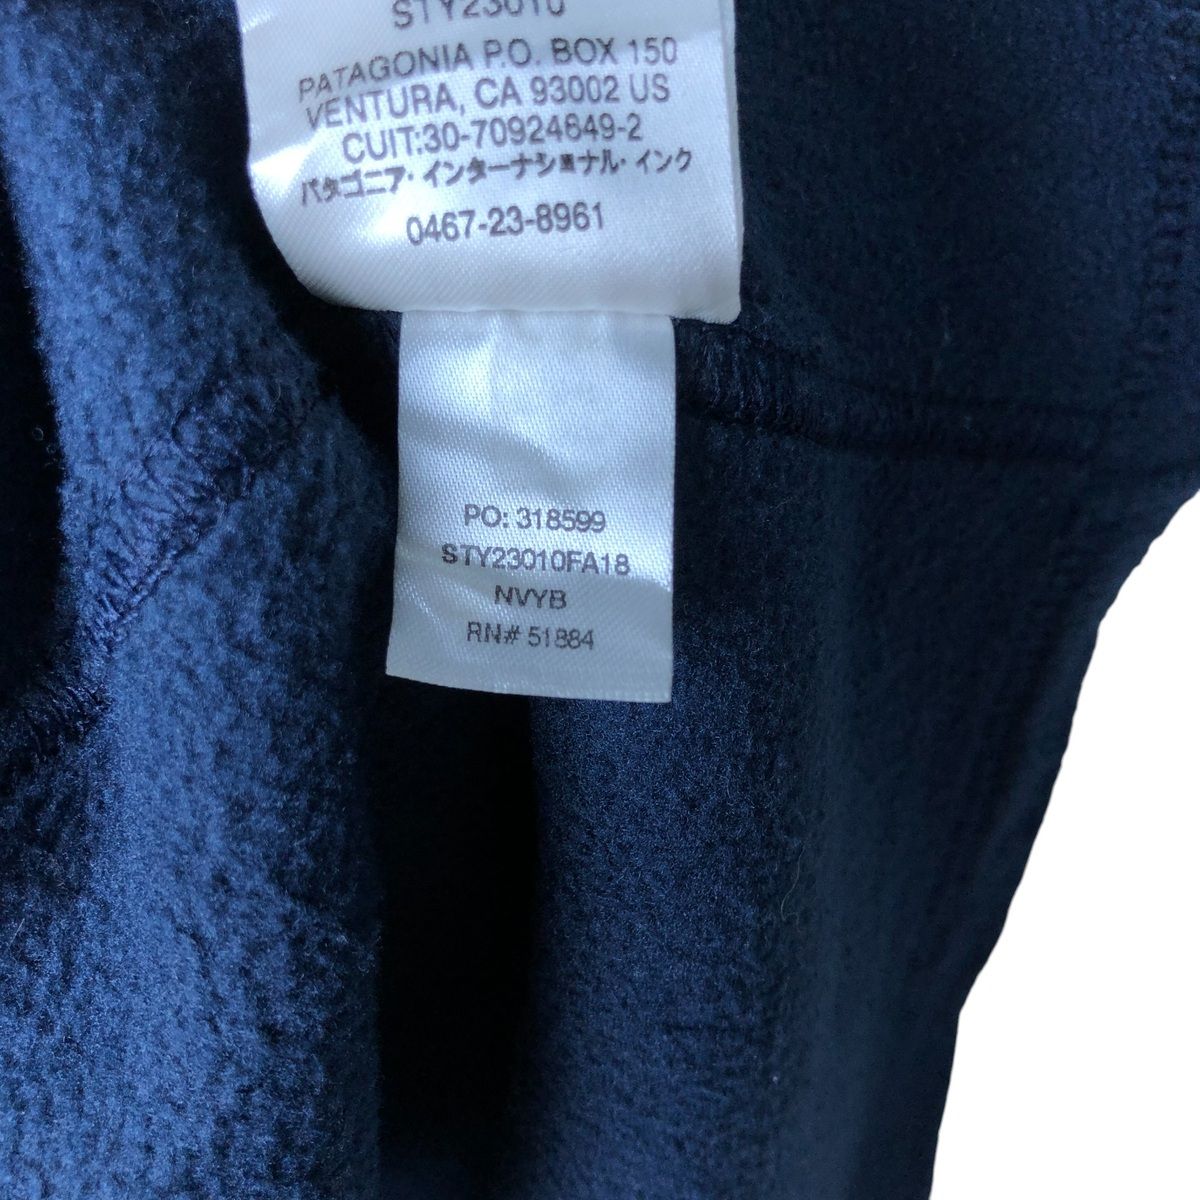 STY23010
PATAGONIA P.O. BOX 150
VENTURA, CA 93002 US
CUIT:30-70924649-2
パタゴニア・インターナショナル・インク
0467-23-8961
PO: 318599
STY23010FA18
NVYB
RN# 51884